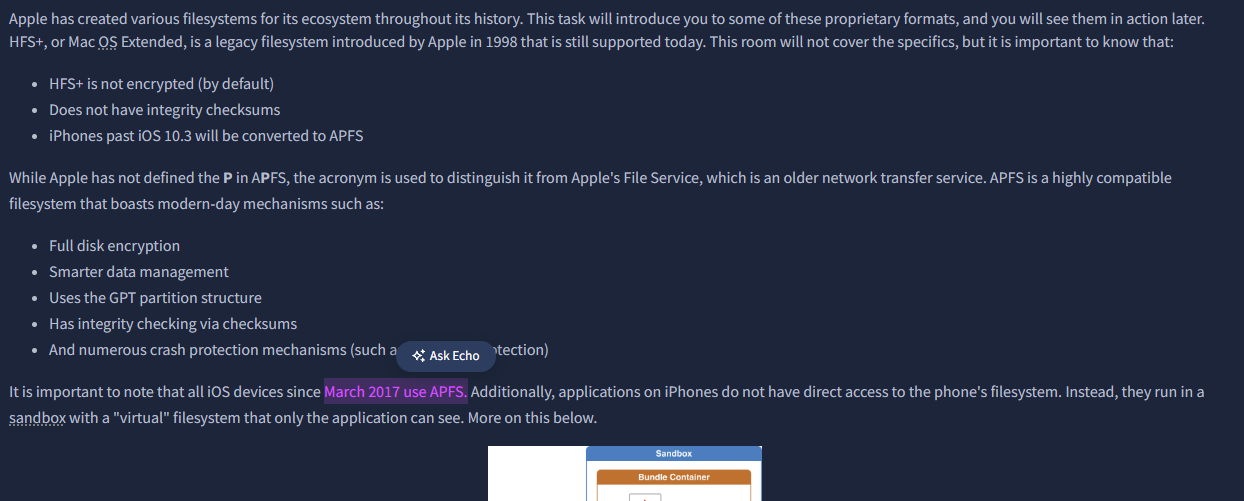 Apple has created various filesystems for its ecosystem throughout its history. This task will introduce you to some of these proprietary formats, and you will see them in action later.
HFS+, or Mac OS Extended, is a legacy filesystem introduced by Apple in 1998 that is still supported today. This room will not cover the specifics, but it is important to know that:
• HFS+ is not encrypted (by default)
• Does not have integrity checksums
• iPhones past iOS 10.3 will be converted to APFS
While Apple has not defined the P in APFS, the acronym is used to distinguish it from Apple's File Service, which is an older network transfer service. APFS is a highly compatible
filesystem that boasts modern-day mechanisms such as:
• Full disk encryption
• Smarter data management
• Uses the GPT partition structure
• Has integrity checking via checksums
• And numerous crash protection mechanisms (such a
Ask Echo
otection)
It is important to note that all iOS devices since March 2017 use APFS. Additionally, applications on iPhones do not have direct access to the phone's filesystem. Instead, they run in a
sandbox with a "virtual" filesystem that only the application can see. More on this below.
Sandbox
Bundle Container